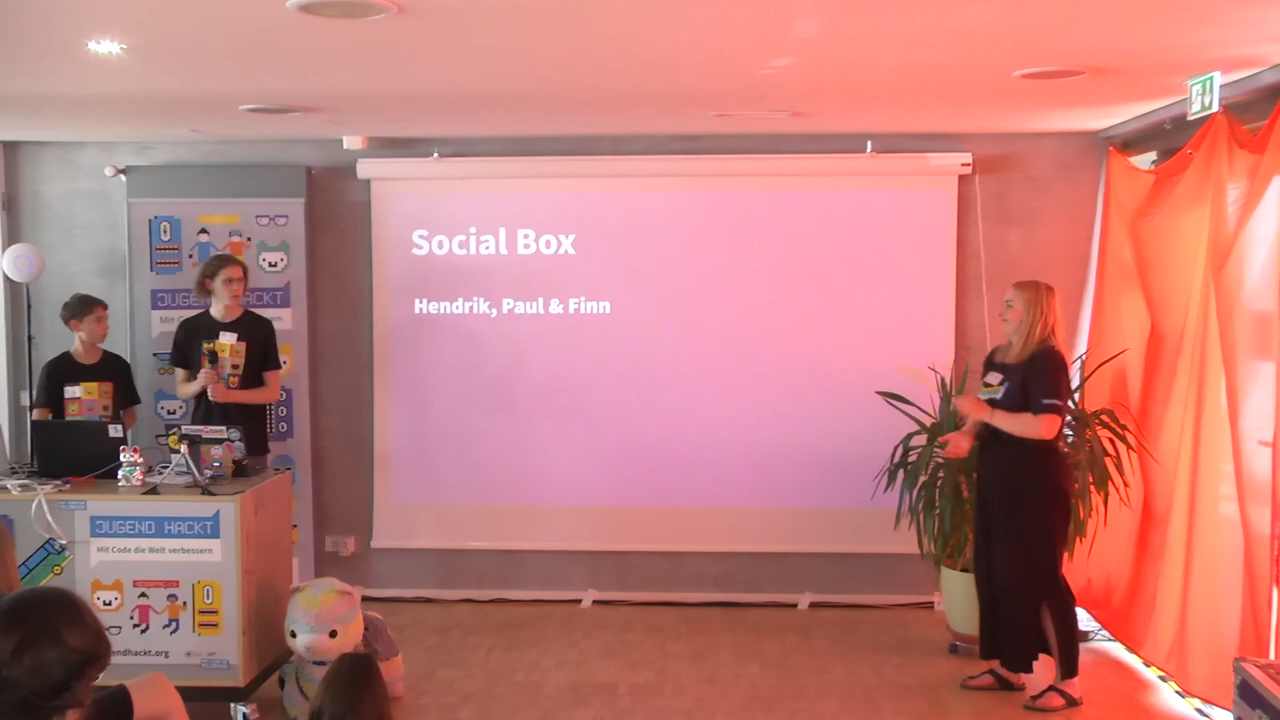 Social Box
Hendrik, Paul & Finn
JUGEND HACKT
JUGEND HACKT
Mit Code die Welt verbessern
endhackt.org